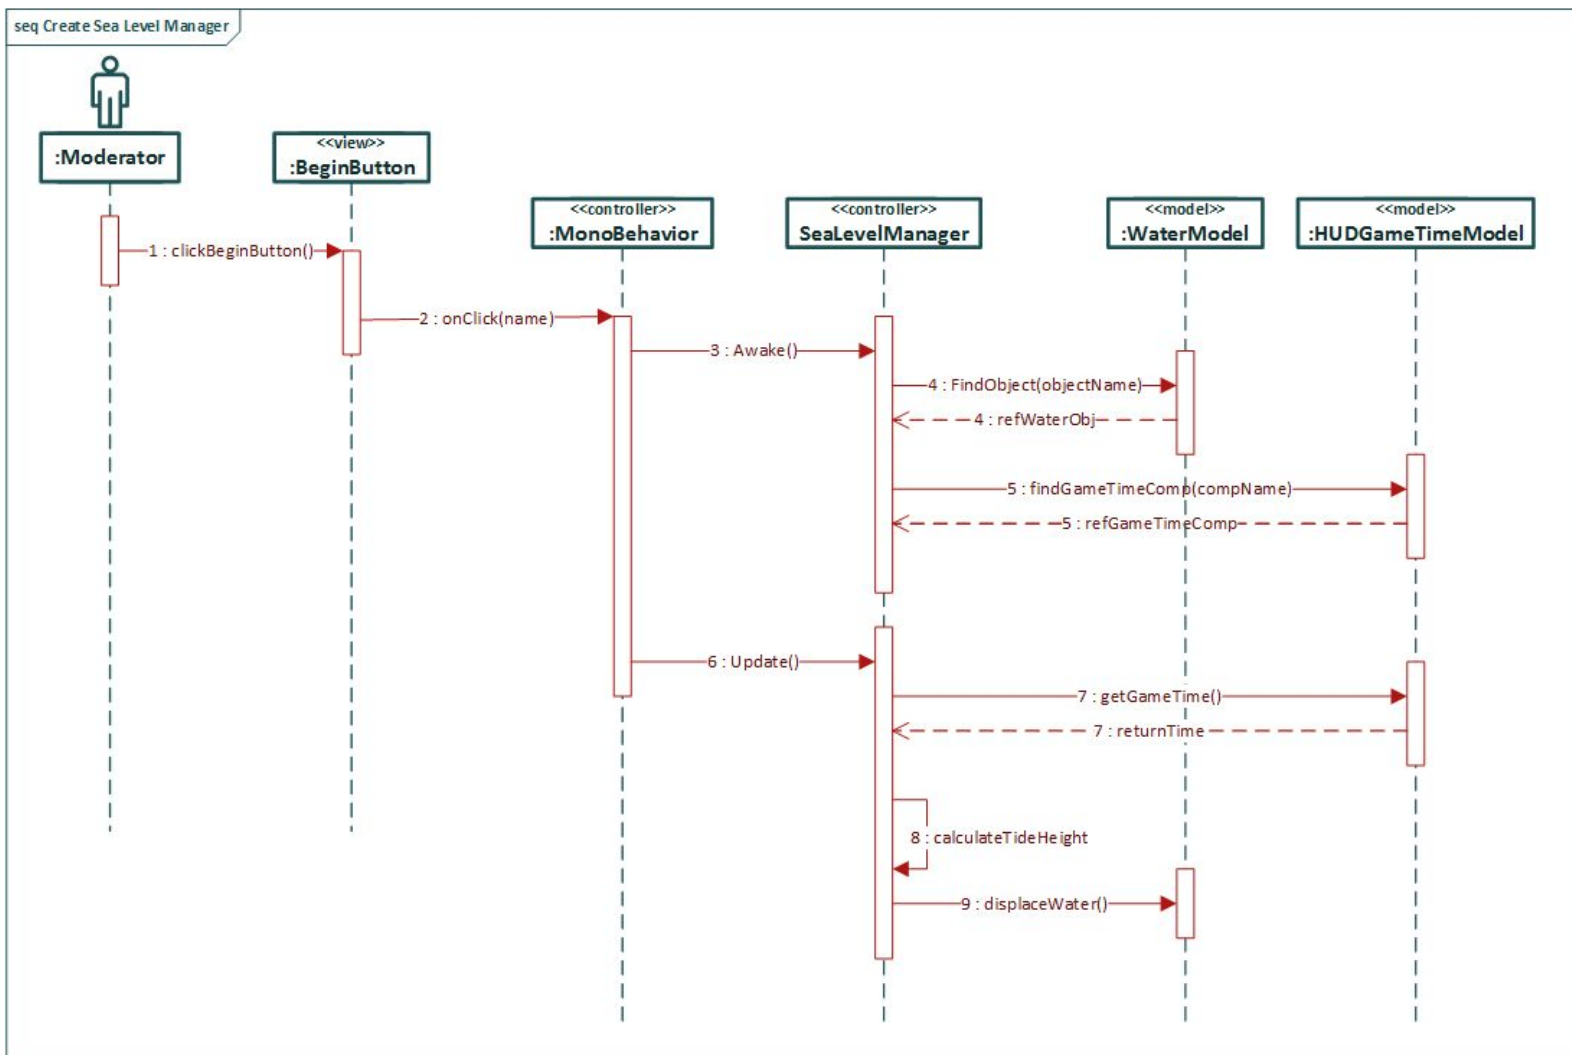 seq Create Sea Level Manager
:Moderator
<<view>>
:BeginButton
<<controller>>
:MonoBehavior
<<controller>>
SeaLevelManager
<<model>>
:WaterModel
<<model>>
:HUDGameTimeModel
1 : clickBeginButton()
2 : onClick(name)
3 : Awake()
4 : FindObject(objectName)
4 : refWaterObj
5 : findGameTimeComp(compName)
5 : refGameTimeComp
6 : Update()
7 : getGameTime()
7 : returnTime
8 : calculateTideHeight
9 : displaceWater()